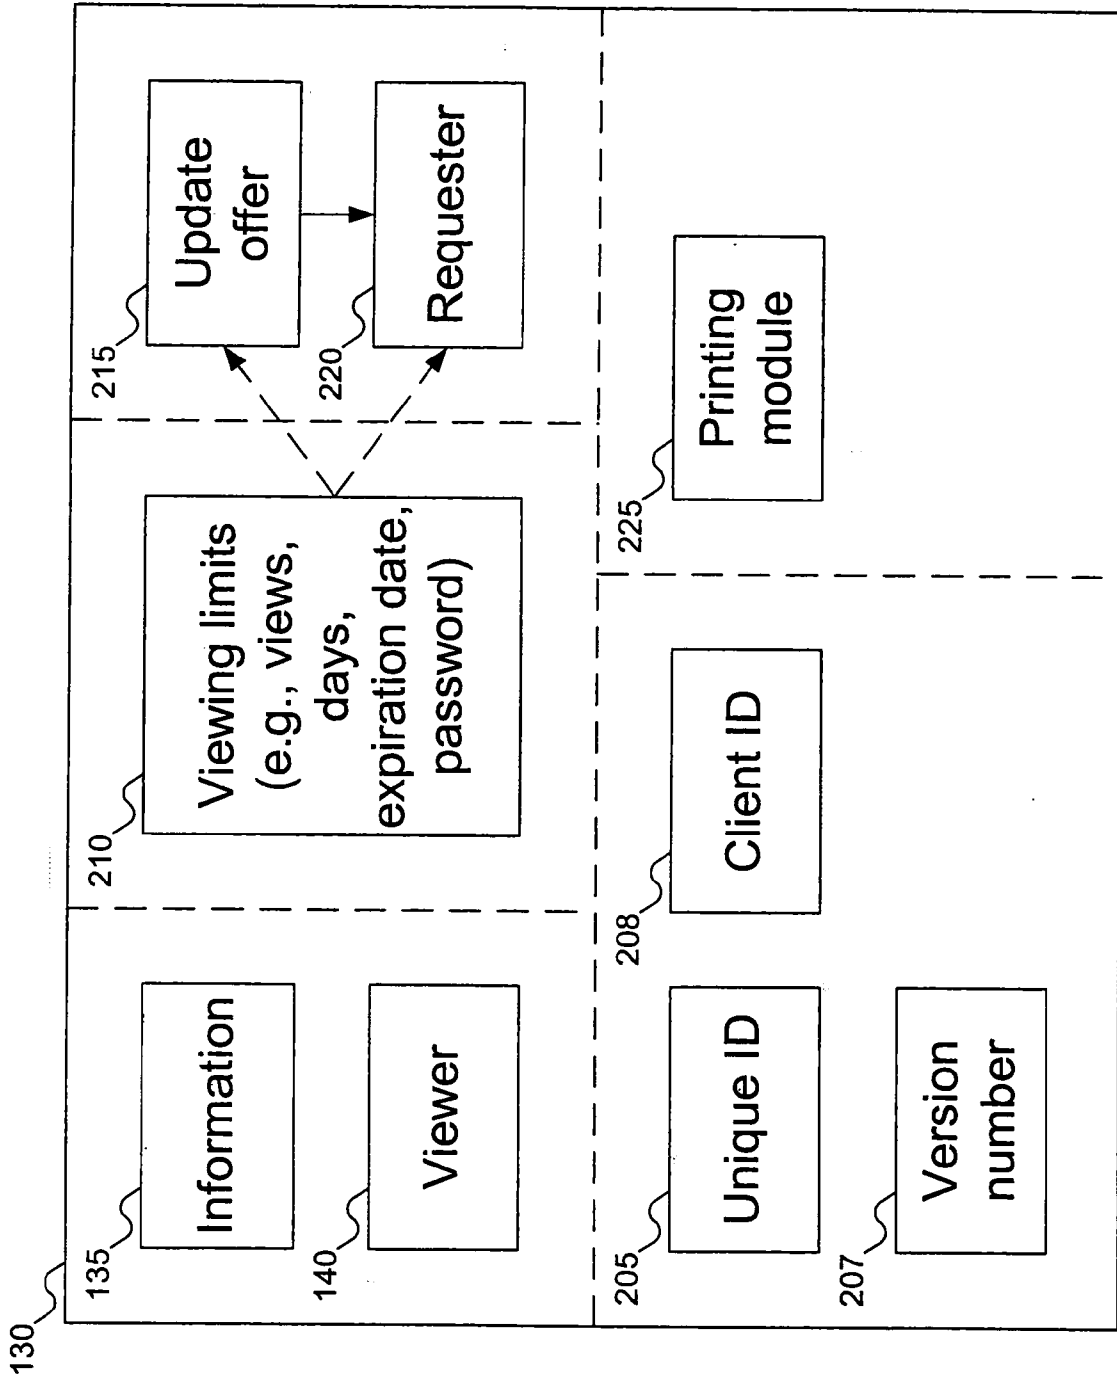 130
135
Information
140
Viewer
210
Viewing limits
(e.g., views,
days,
expiration date,
password)
215
Update
offer
220
Requester
205
Unique ID
207
Version
number
208
Client ID
225
Printing
module